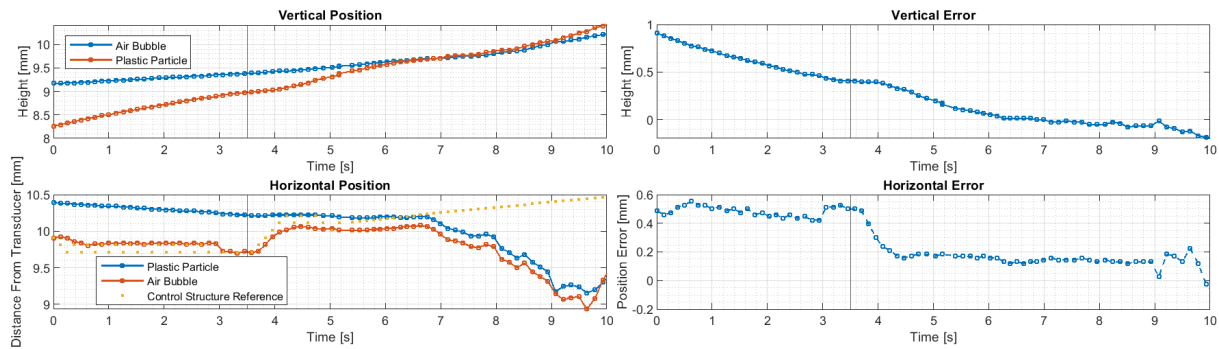 Vertical Position
Height [mm]
10
9.5
9
8.5
8
Air Bubble
Plastic Particle
0 1 2 3 4 5 6 7 8 9 10
Time [s]
Vertical Error
Height [mm]
1
0.5
0
0 1 2 3 4 5 6 7 8 9 10
Time [s]
Horizontal Position
Distance From Transducer [mm]
10.5
10
9.5
9
Plastic Particle
Air Bubble
Control Structure Reference
0 1 2 3 4 5 6 7 8 9 10
Time [s]
Horizontal Error
Position Error [mm]
0.6
0.4
0.2
0
-0.2
0 1 2 3 4 5 6 7 8 9 10
Time [s]